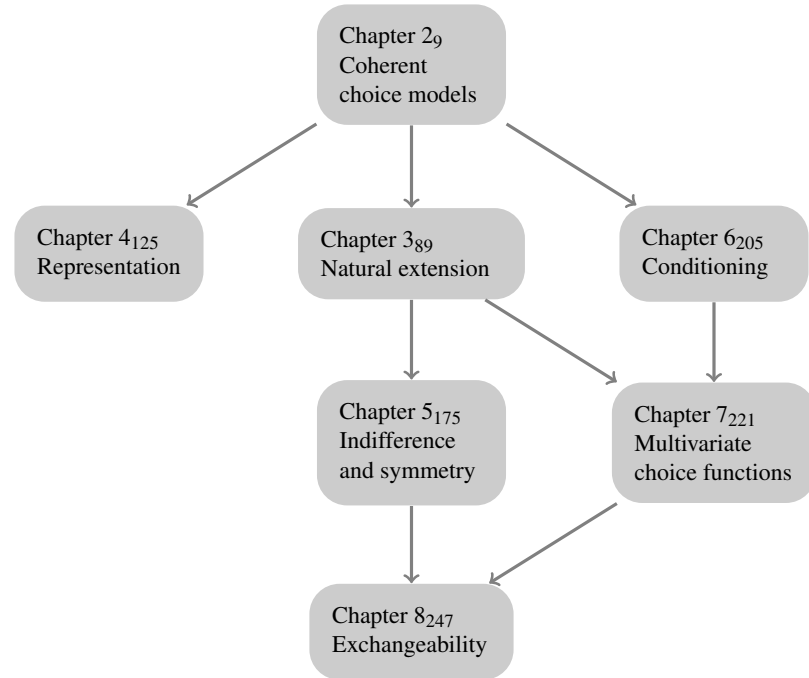 Chapter 2₉
Coherent
choice models
Chapter 4₁₂₅
Representation
Chapter 3₈₉
Natural extension
Chapter 6₂₀₅
Conditioning
Chapter 5₁₇₅
Indifference
and symmetry
Chapter 7₂₂₁
Multivariate
choice functions
Chapter 8₂₄₇
Exchangeability